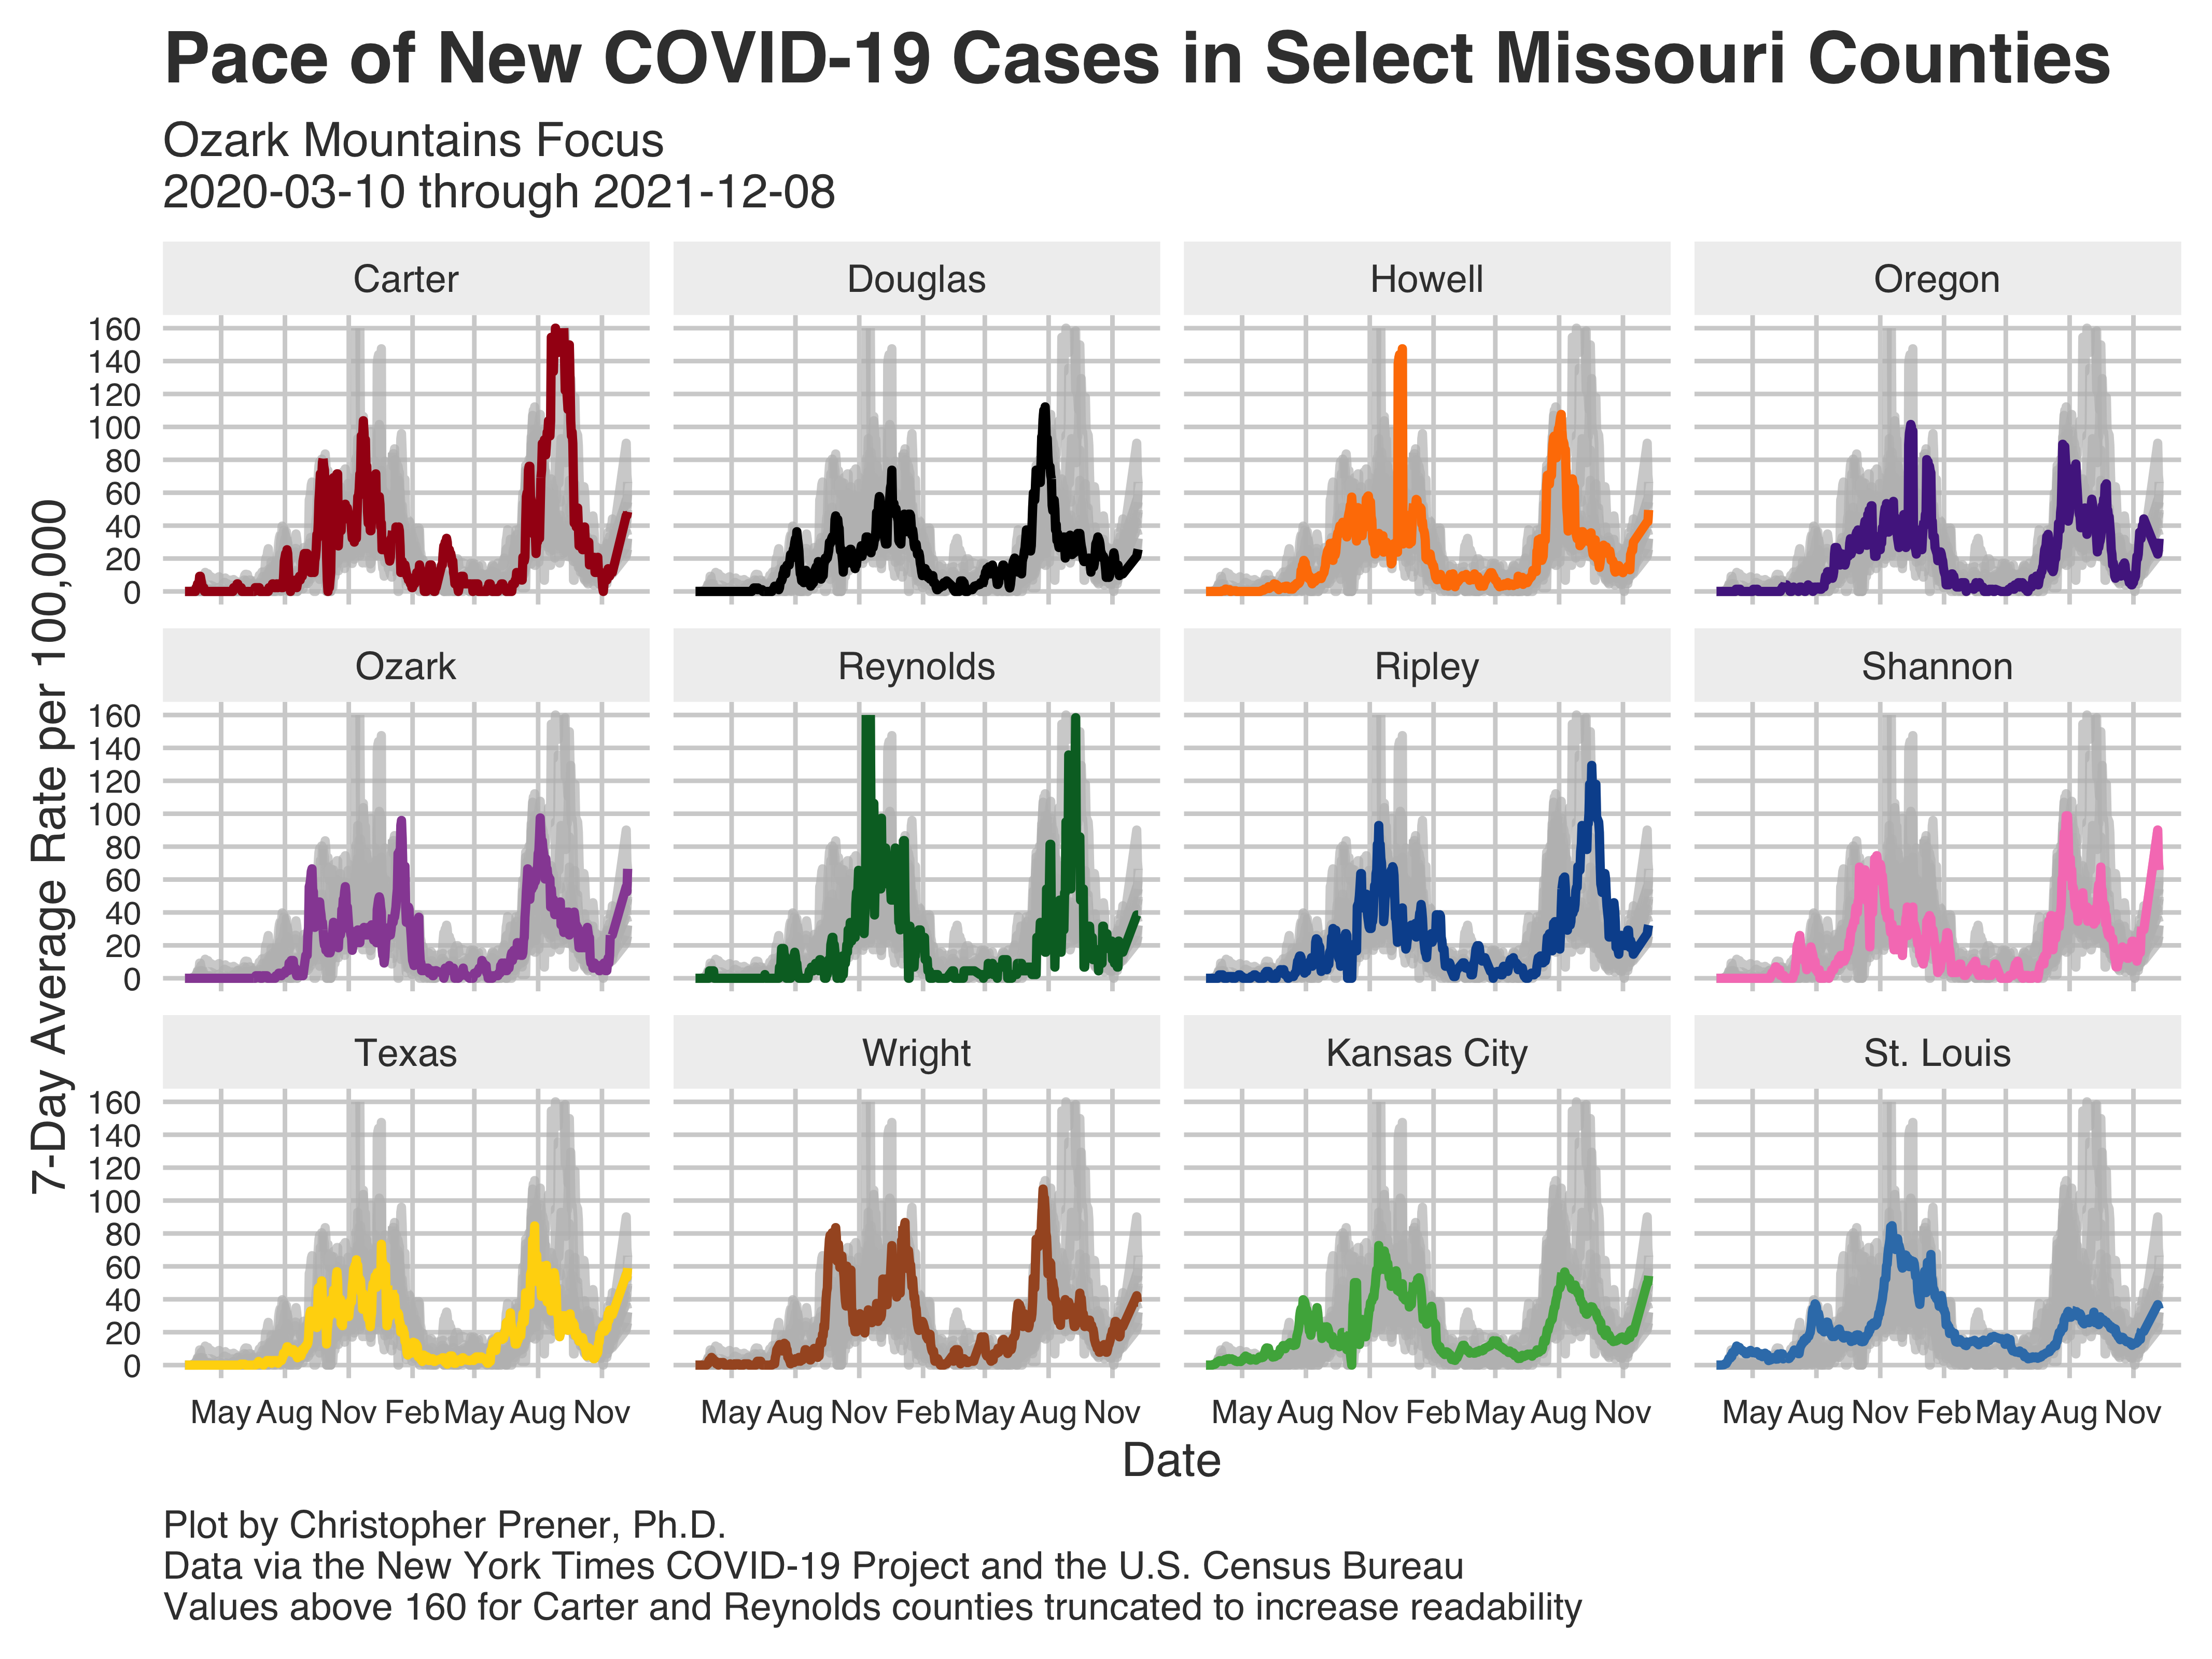 Pace of New COVID-19 Cases in Select Missouri Counties
Ozark Mountains Focus
2020-03-10 through 2021-12-08
7-Day Average Rate per 100,000
Carter Douglas Howell Oregon
160
140
120
100
80
60
40
20
0
Ozark Reynolds Ripley Shannon
160
140
120
100
80
60
40
20
0
Texas Wright Kansas City St. Louis
160
140
120
100
80
60
40
20
0
May Aug Nov Feb May Aug Nov May Aug Nov Feb May Aug Nov May Aug Nov Feb May Aug Nov May Aug Nov Feb May Aug Nov
Date
Plot by Christopher Prener, Ph.D.
Data via the New York Times COVID-19 Project and the U.S. Census Bureau
Values above 160 for Carter and Reynolds counties truncated to increase readability